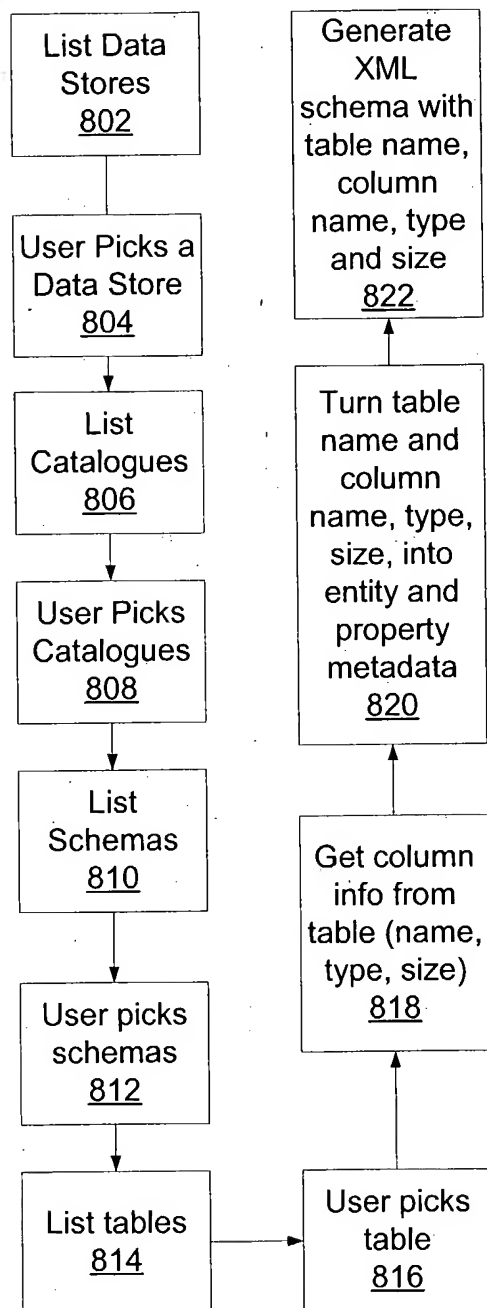 List Data
Stores
802
User Picks a
Data Store
804
List
Catalogues
806
User Picks
Catalogues
808
List
Schemas
810
User picks
schemas
812
List tables
814
User picks
table
816
Get column
info from
table (name,
type, size)
818
Turn table
name and
column
name, type,
size, into
entity and
property
metadata
820
Generate
XML
schema with
table name,
column
name, type
and size
822